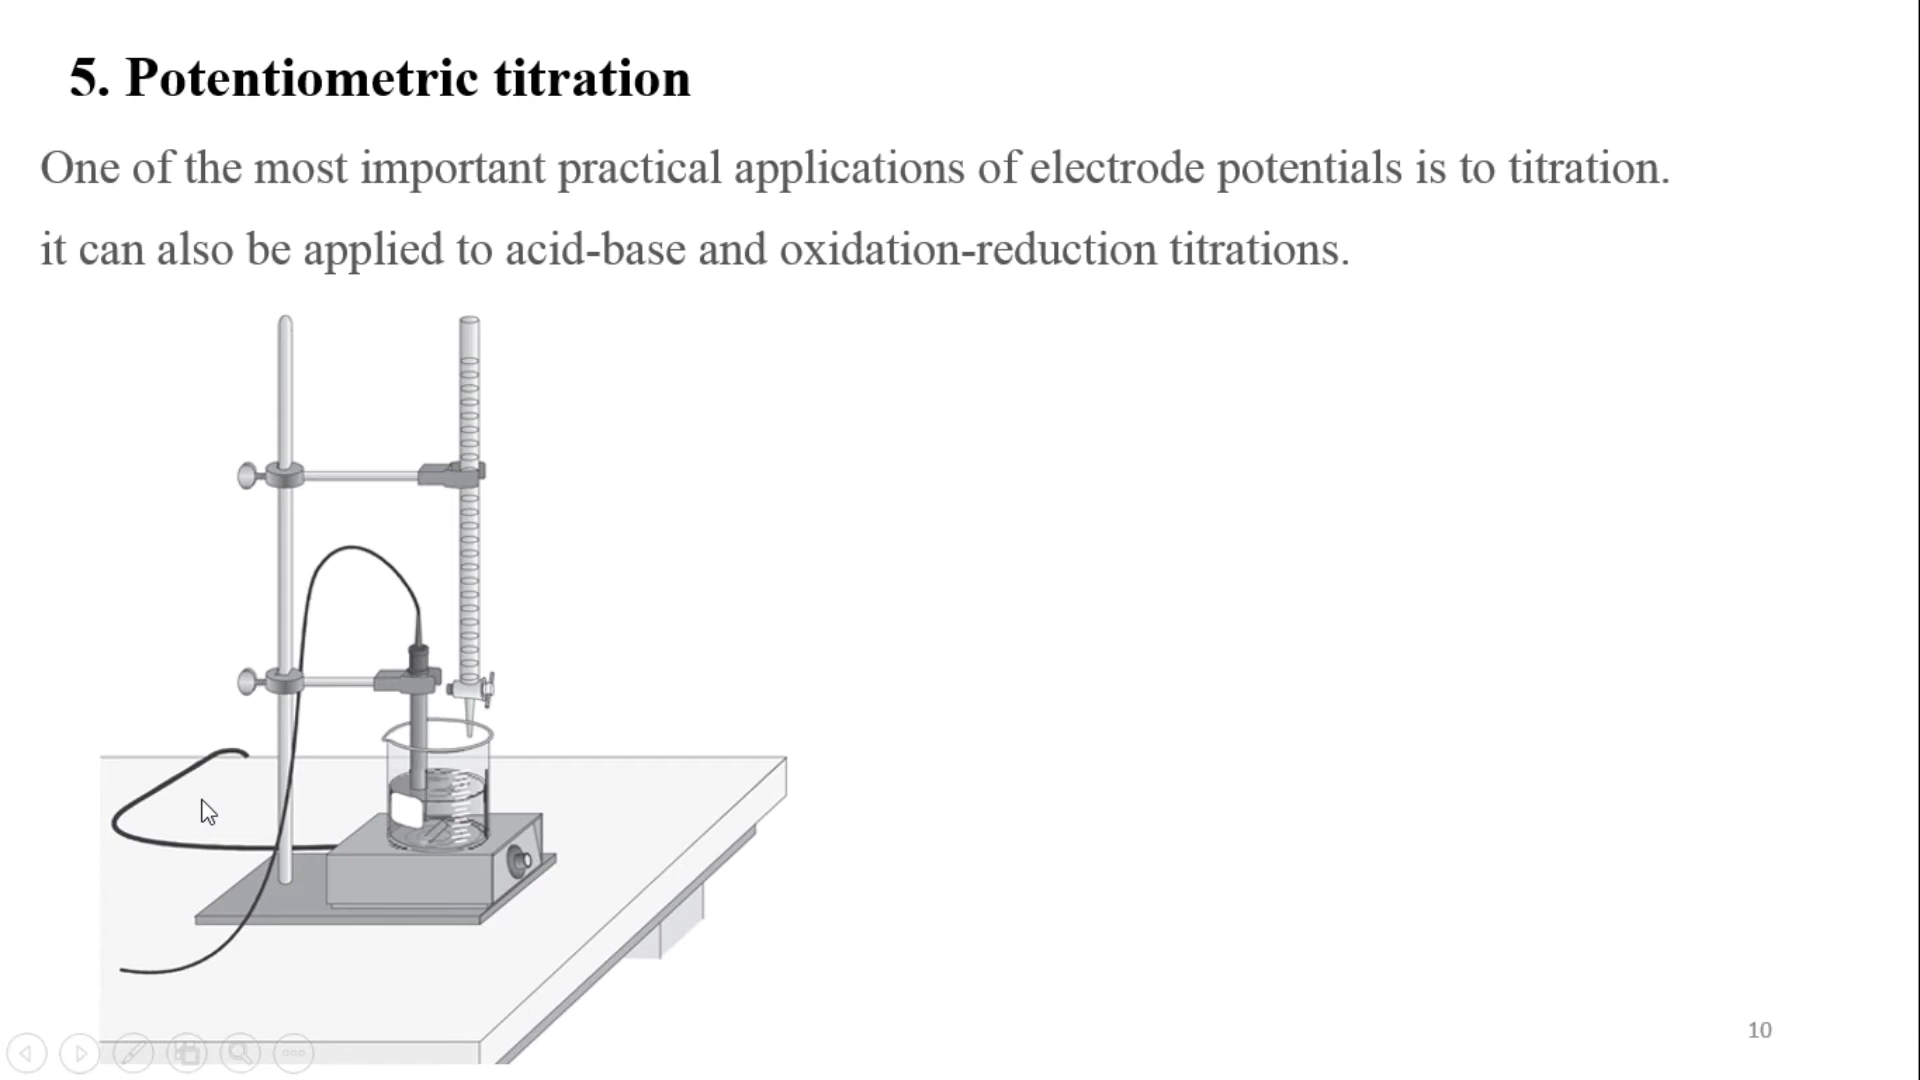 5. Potentiometric titration
One of the most important practical applications of electrode potentials is to titration.
it can also be applied to acid-base and oxidation-reduction titrations.
10